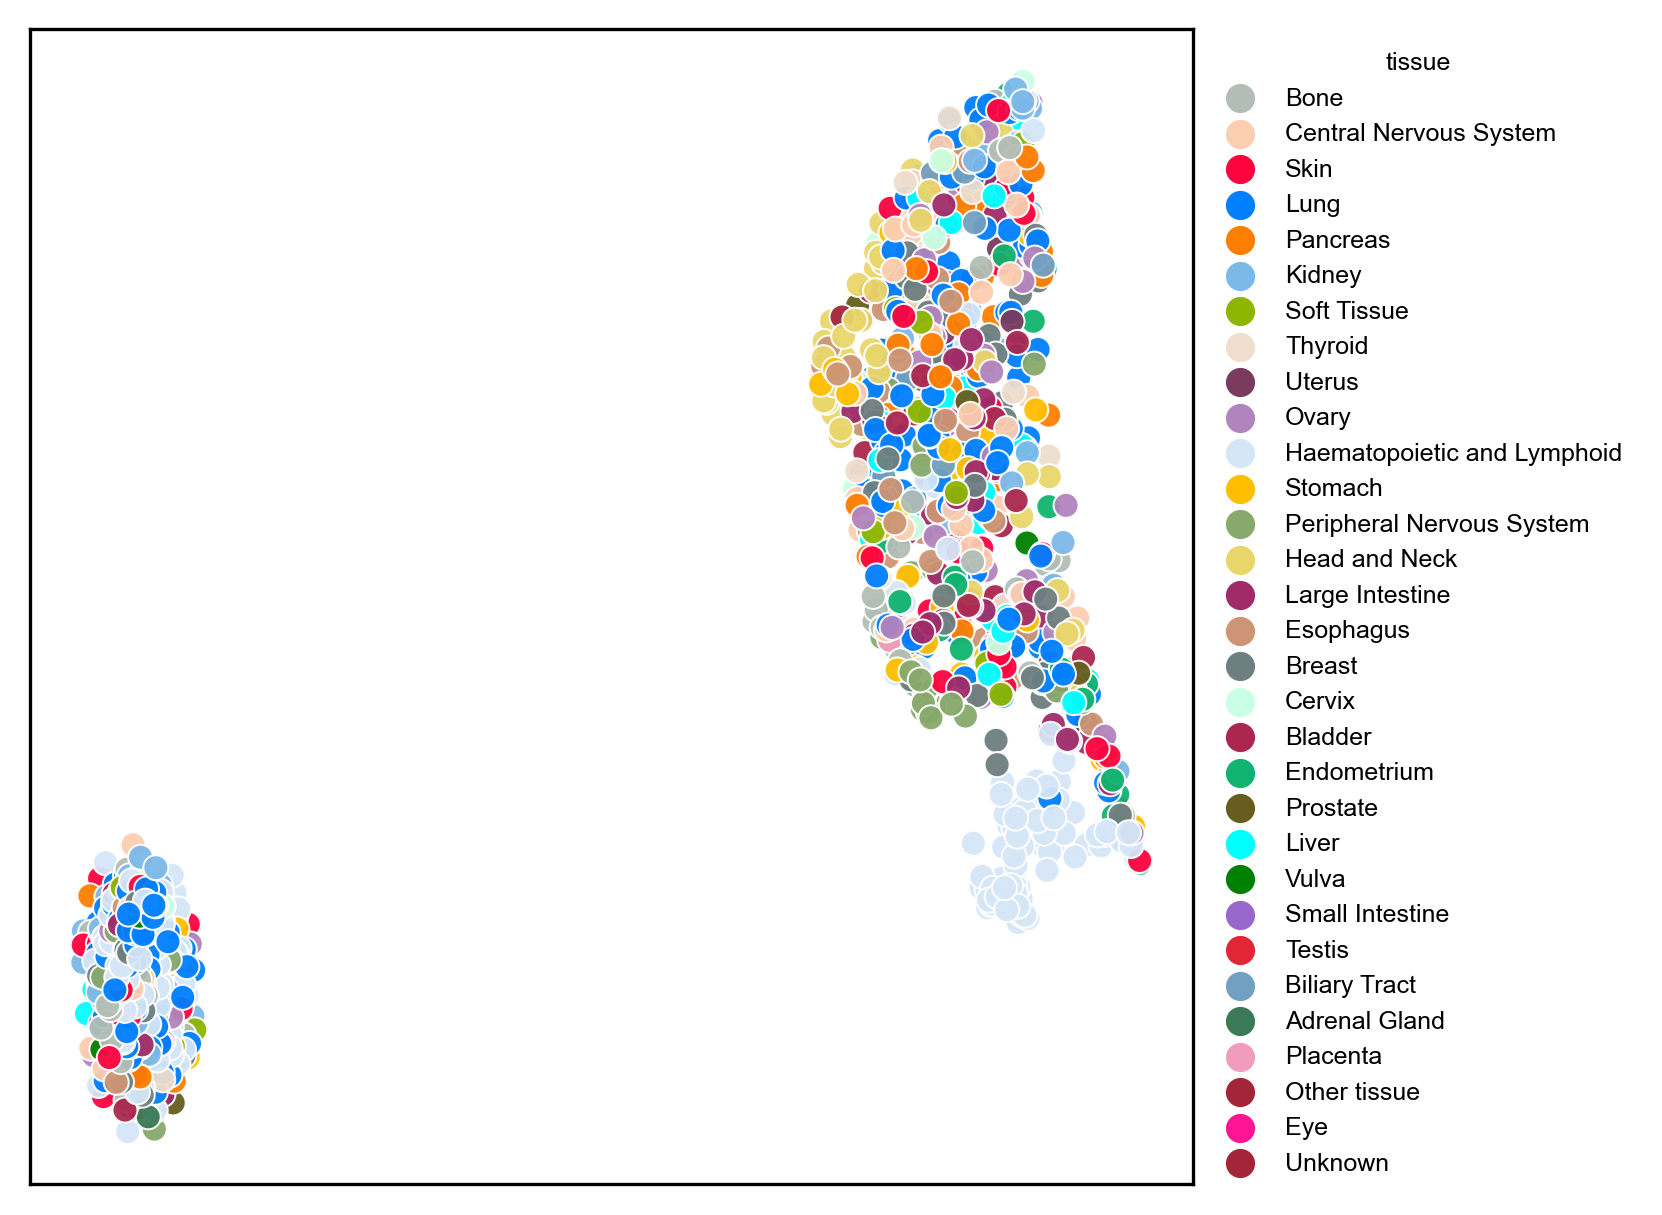 tissue
Bone
Central Nervous System
Skin
Lung
Pancreas
Kidney
Soft Tissue
Thyroid
Uterus
Ovary
Haematopoietic and Lymphoid
Stomach
Peripheral Nervous System
Head and Neck
Large Intestine
Esophagus
Breast
Cervix
Bladder
Endometrium
Prostate
Liver
Vulva
Small Intestine
Testis
Biliary Tract
Adrenal Gland
Placenta
Other tissue
Eye
Unknown